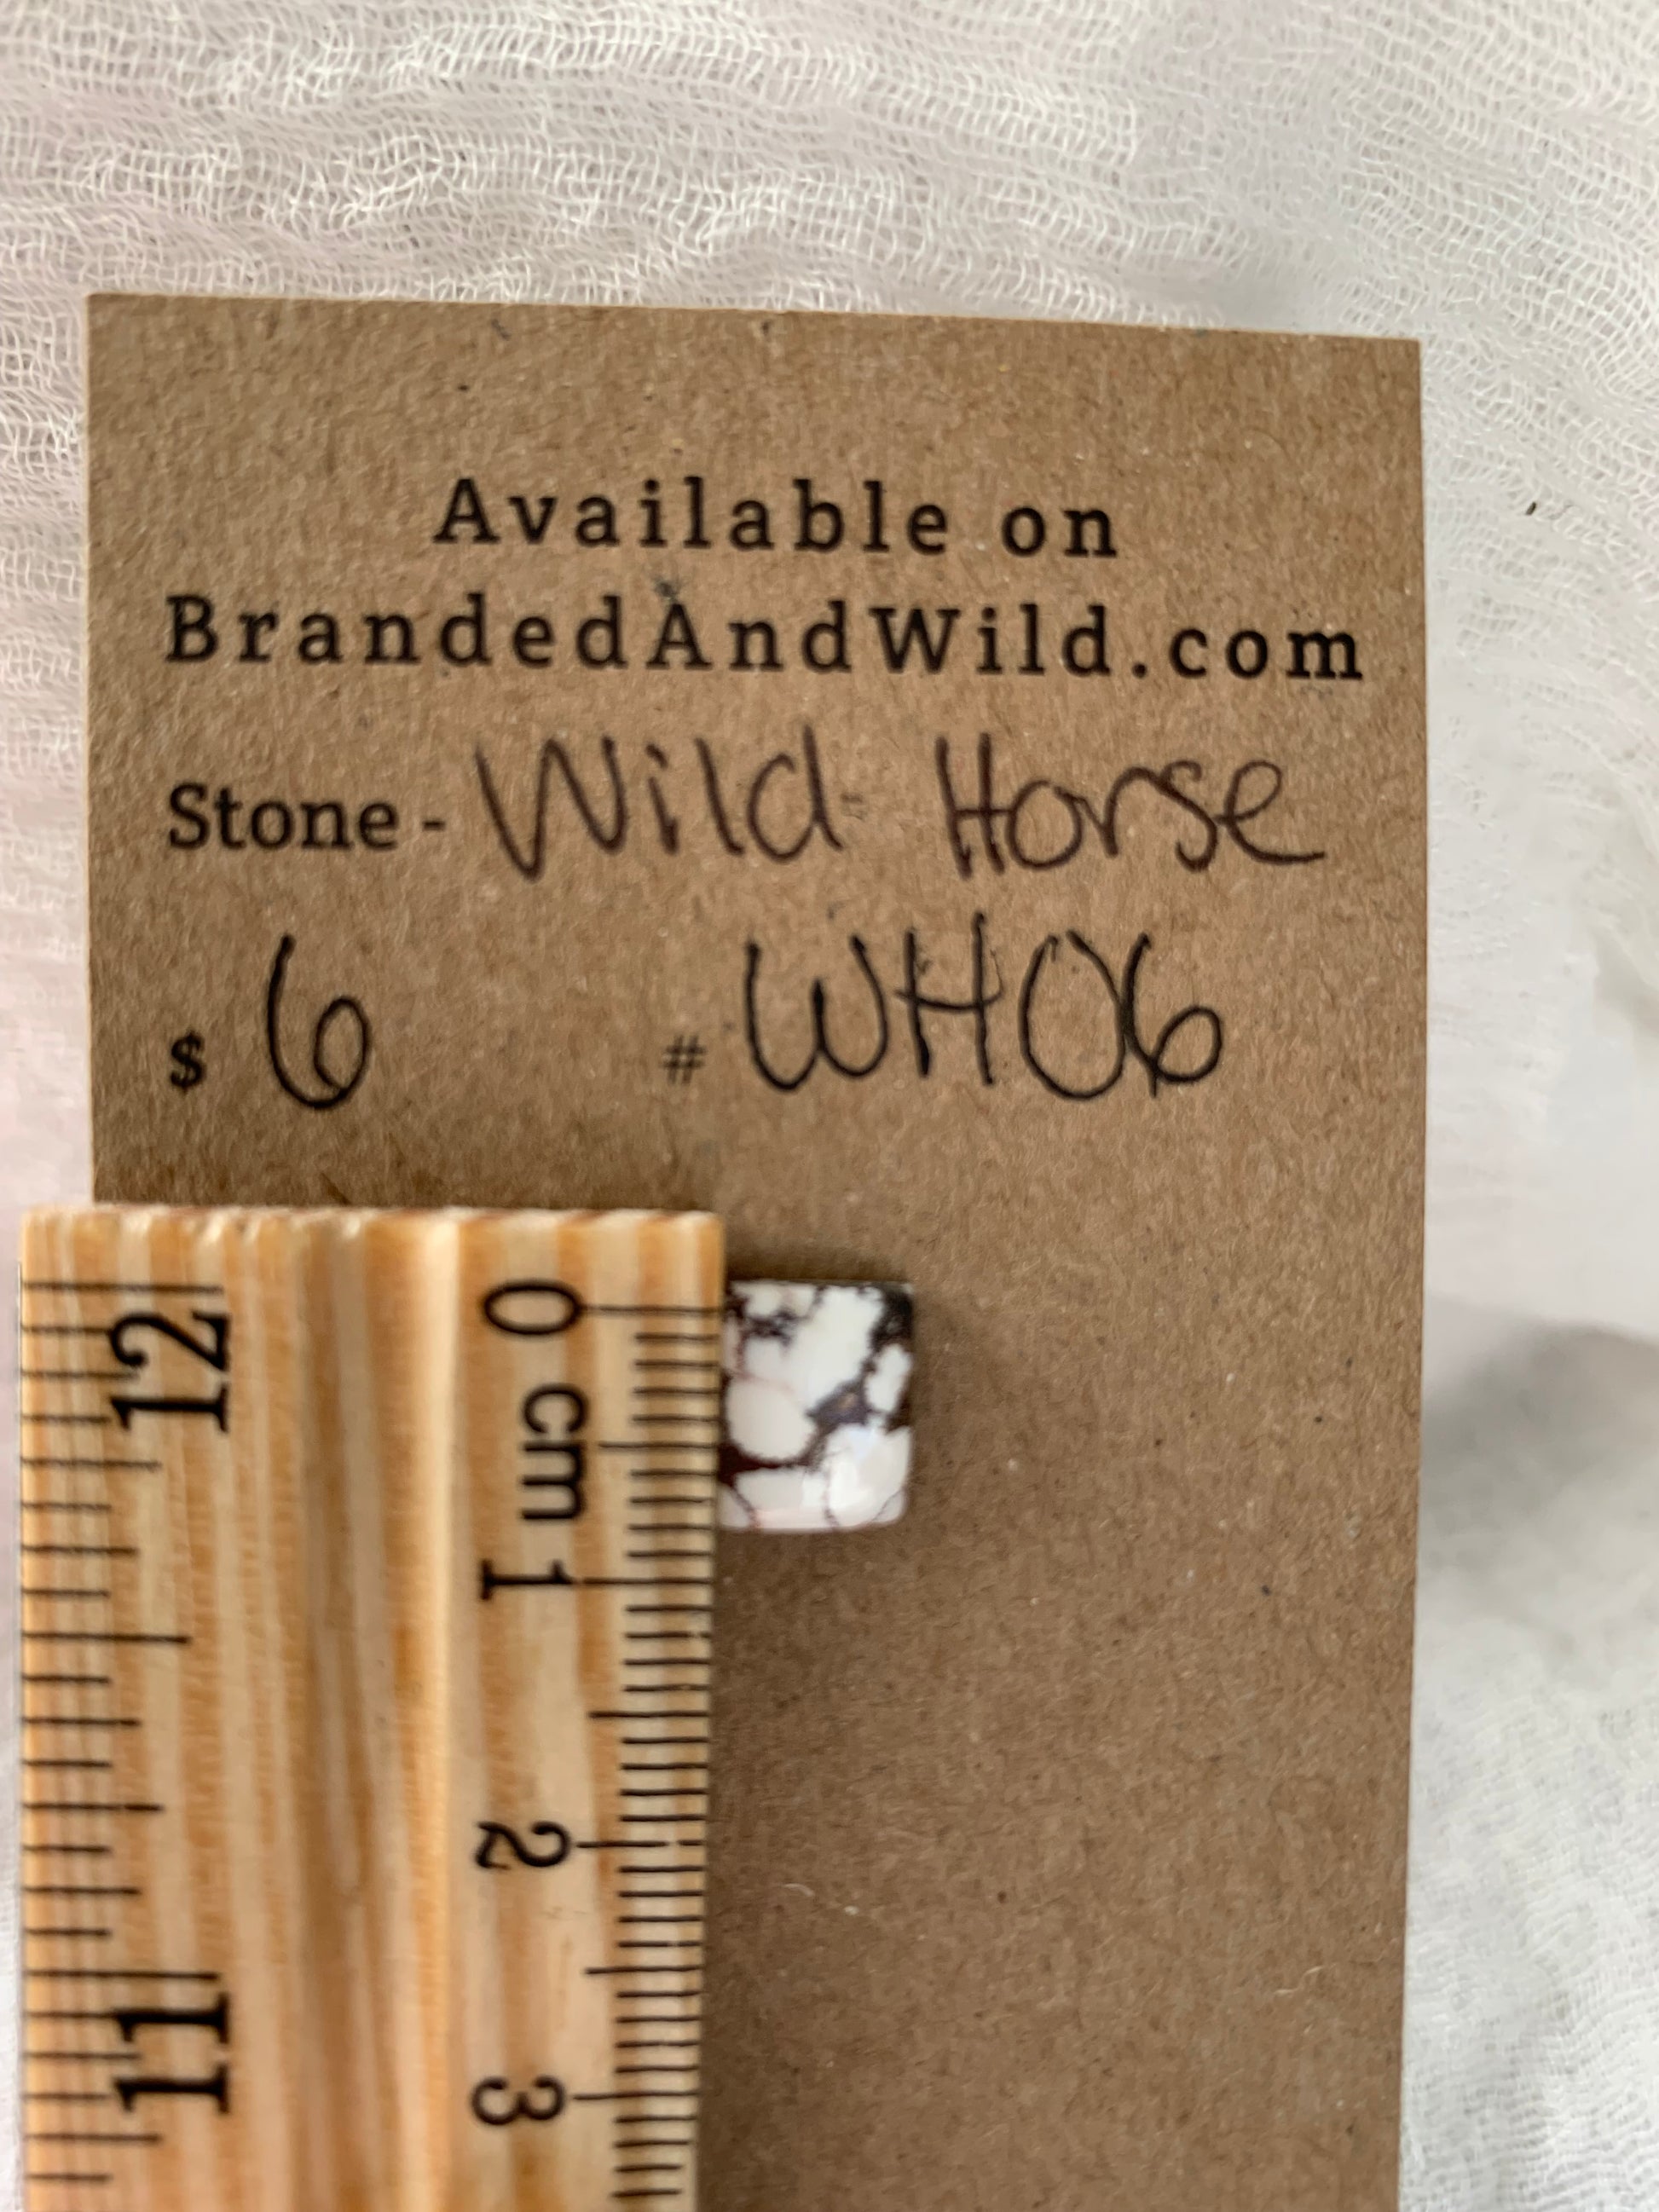 Available on
BrandedAndWild.com
Stone - Wild Horse
$ 6 # WH06
12
11
0 cm 1
2
3